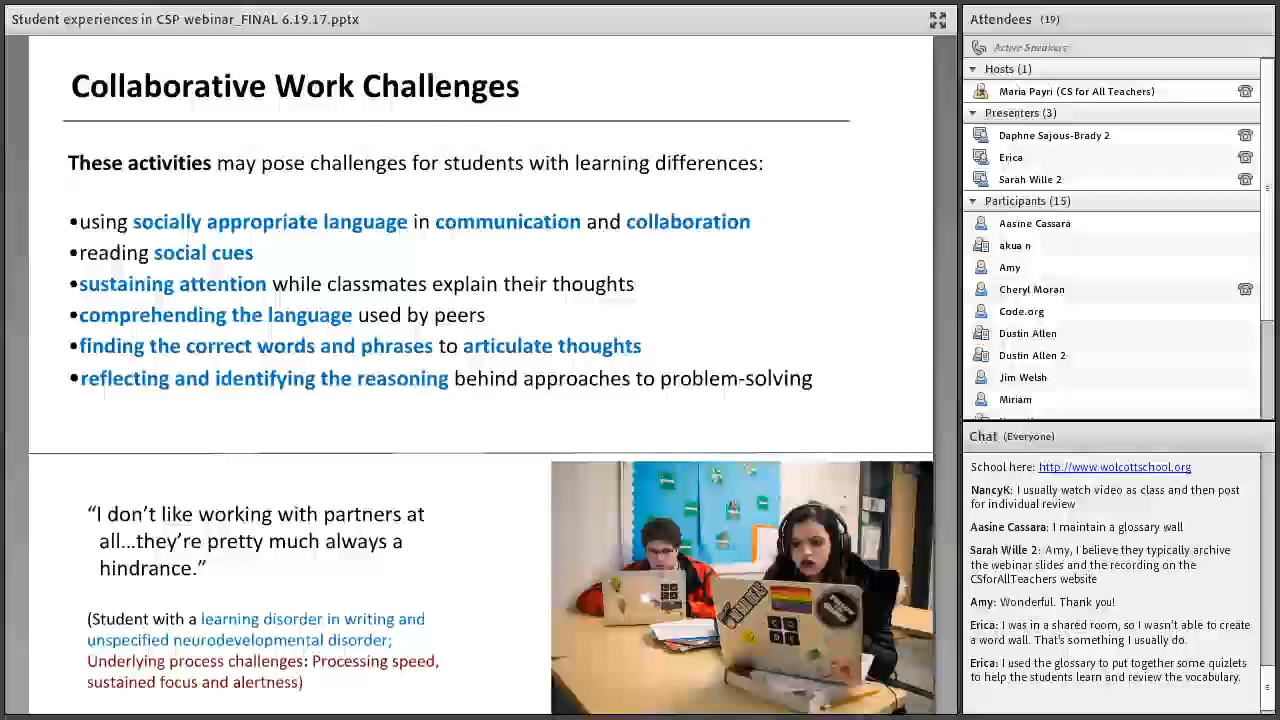 Student experiences in CSP webinar_FINAL 6.19.17.pptx
Collaborative Work Challenges
These activities may pose challenges for students with learning differences:
•using socially appropriate language in communication and collaboration
•reading social cues
•sustaining attention while classmates explain their thoughts
•comprehending the language used by peers
•finding the correct words and phrases to articulate thoughts
•reflecting and identifying the reasoning behind approaches to problem-solving
“I don’t like working with partners at
all…they’re pretty much always a
hindrance.”
(Student with a learning disorder in writing and
unspecified neurodevelopmental disorder;
Underlying process challenges: Processing speed,
sustained focus and alertness)
Attendees (19)
Active Speakers
Hosts (1)
Maria Payri (CS for All Teachers)
Presenters (3)
Daphne Sajous-Brady 2
Erica
Sarah Wille 2
Participants (15)
Aasine Cassara
akua n
Amy
Cheryl Moran
Code.org
Dustin Allen
Dustin Allen 2
Jim Welsh
Miriam
Chat (Everyone)
School here: http://www.wolcottschool.org
NancyK: I usually watch video as class and then post
for individual review
Aasine Cassara: I maintain a glossary wall
Sarah Wille 2: Amy, I believe they typically archive
the webinar slides and the recording on the
CSforAllTeachers website
Amy: Wonderful. Thank you!
Erica: I was in a shared room, so I wasn't able to create
a word wall. That's something I usually do.
Erica: I used the glossary to put together some quizlets
to help the students learn and review the vocabulary.